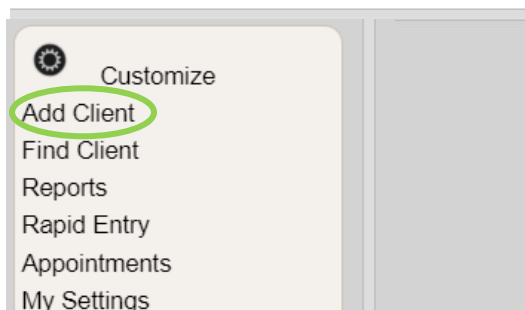 Customize
Add Client
Find Client
Reports
Rapid Entry
Appointments
My Settings